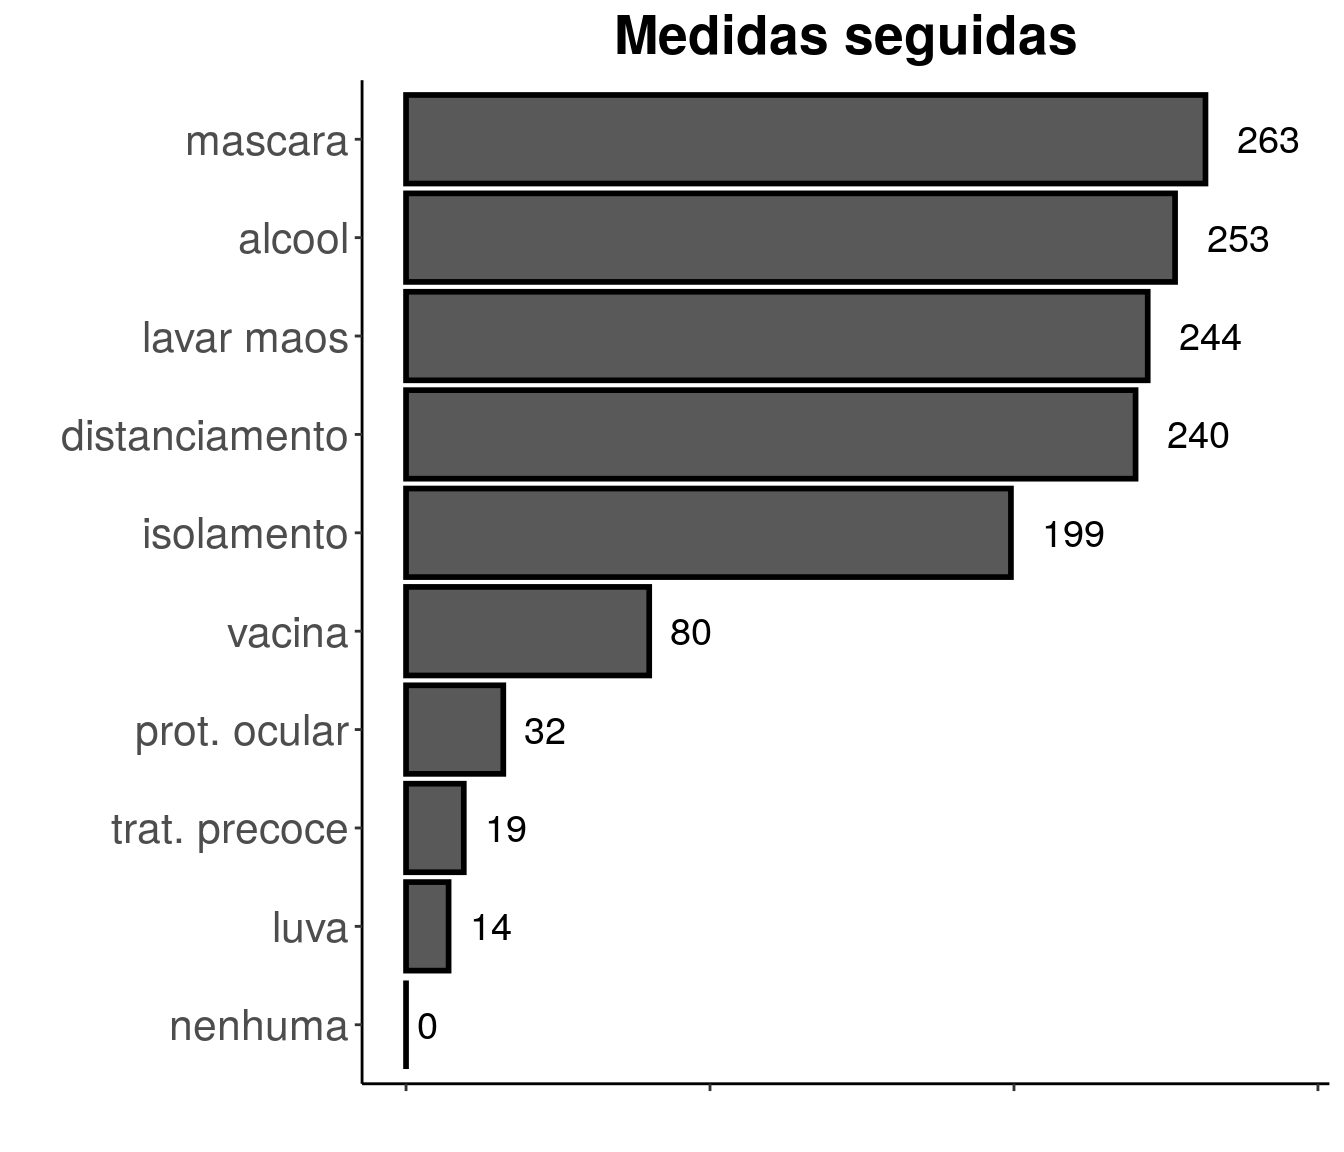 Medidas seguidas
mascara 263
alcool 253
lavar maos 244
distanciamento 240
isolamento 199
vacina 80
prot. ocular 32
trat. precoce 19
luva 14
nenhuma 0